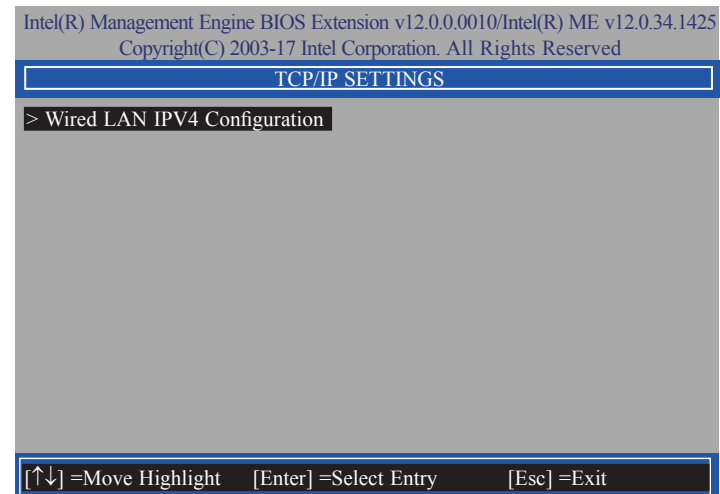 Intel(R) Management Engine BIOS Extension v12.0.0.0010/Intel(R) ME v12.0.34.1425
Copyright(C) 2003-17 Intel Corporation. All Rights Reserved
TCP/IP SETTINGS
> Wired LAN IPV4 Configuration
[↑↓] =Move Highlight [Enter] =Select Entry [Esc] =Exit